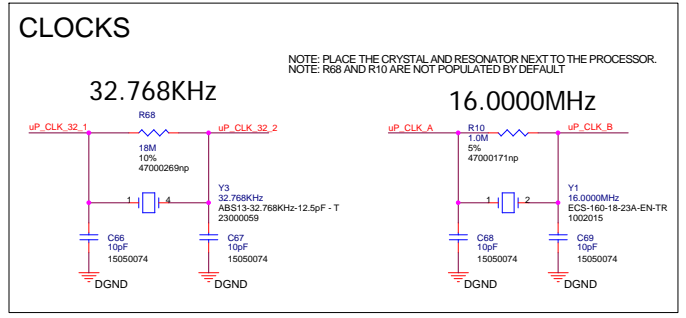 CLOCKS
NOTE: PLACE THE CRYSTAL AND RESONATOR NEXT TO THE PROCESSOR.
NOTE: R68 AND R10 ARE NOT POPULATED BY DEFAULT
32.768KHz
R68
uP_CLK_32_1
uP_CLK_32_2
18M
10%
47000269np
1
4
Y3
32.768KHz
ABS13-32.768KHz-12.5pF - T
23000059
C66
10pF
15050074
C67
10pF
15050074
DGND
DGND
16.0000MHz
uP_CLK_A
R10
uP_CLK_B
1.0M
5%
47000171np
1
2
Y1
16.0000MHz
ECS-160-18-23A-EN-TR
1002015
C68
10pF
15050074
C69
10pF
15050074
DGND
DGND